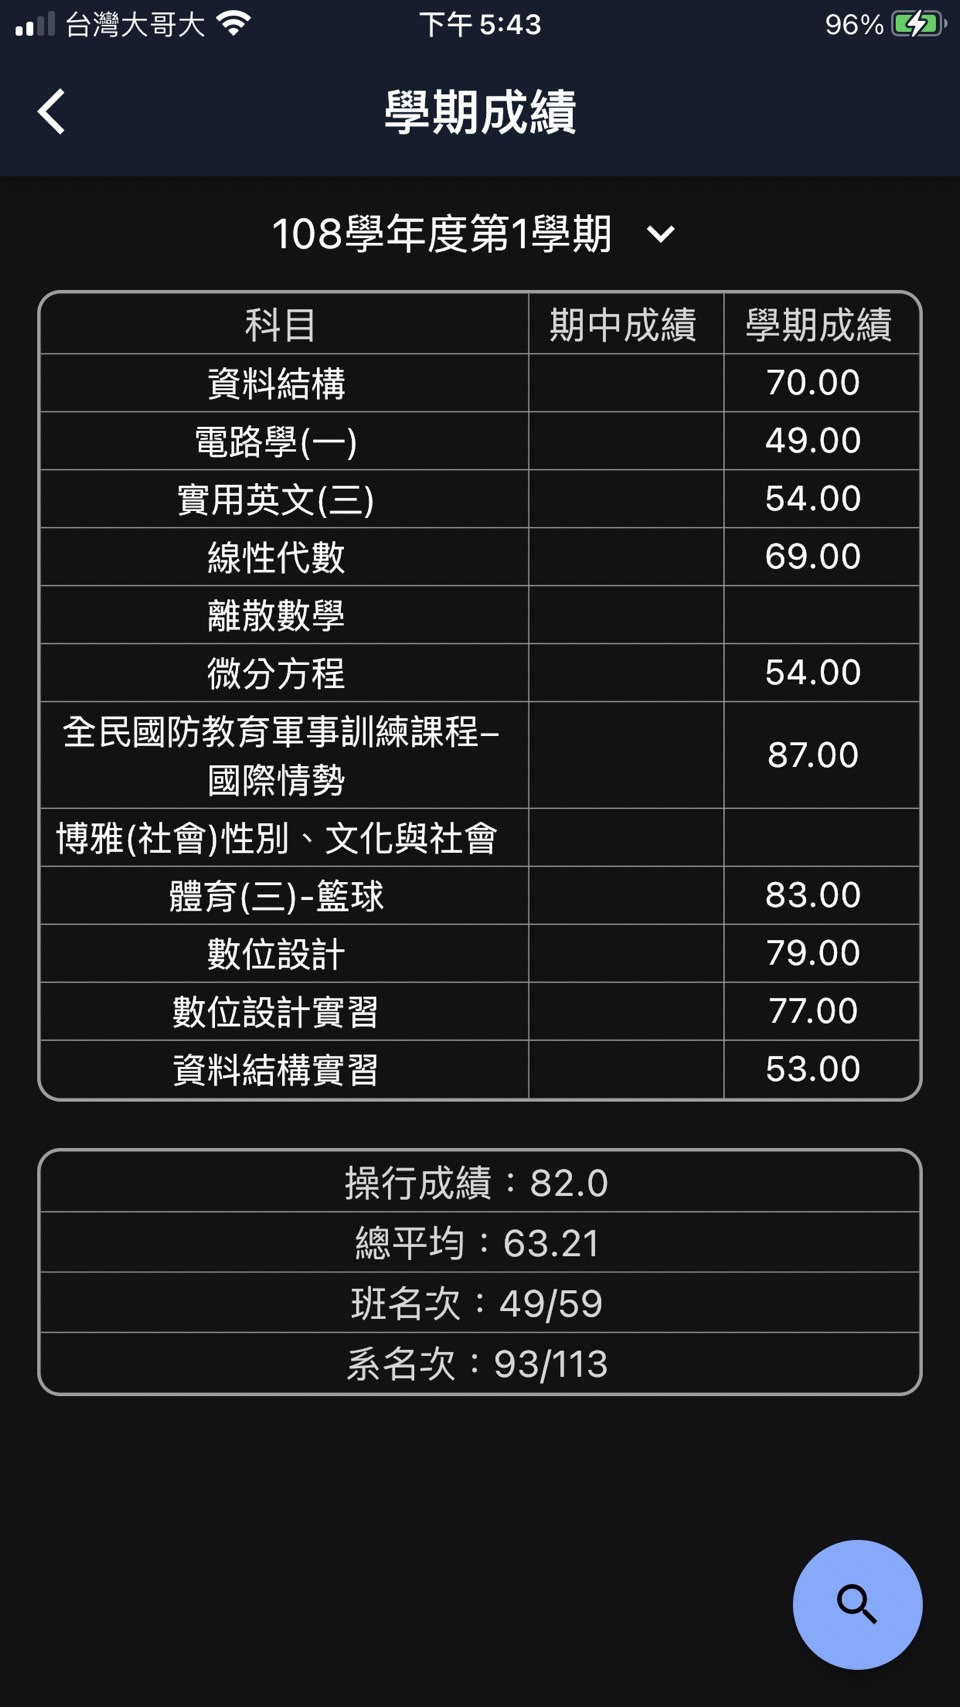 台灣大哥大 下午 5:43 96%
學期成績
108學年度第1學期
科目 期中成績 學期成績
資料結構 70.00
電路學(一) 49.00
實用英文(三) 54.00
線性代數 69.00
離散數學
微分方程 54.00
全民國防教育軍事訓練課程–
國際情勢 87.00
博雅(社會)性別、文化與社會
體育(三)-籃球 83.00
數位設計 79.00
數位設計實習 77.00
資料結構實習 53.00
操行成績：82.0
總平均：63.21
班名次：49/59
系名次：93/113